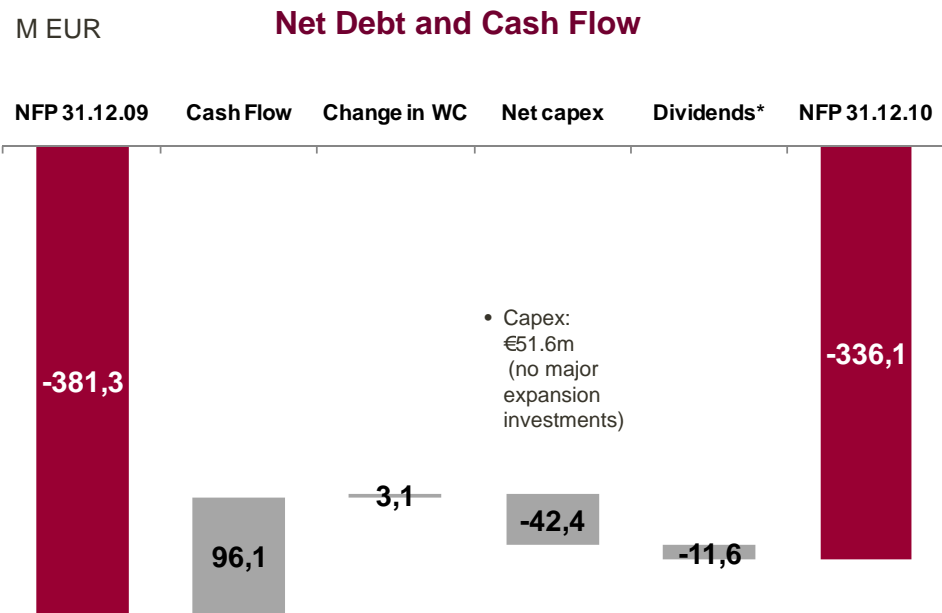 M EUR
Net Debt and Cash Flow
NFP 31.12.09
Cash Flow
Change in WC
Net capex
Dividends*
NFP 31.12.10
• Capex:
€51.6m
(no major
expansion
investments)
-381,3
-336,1
3,1
-42,4
96,1
-11,6